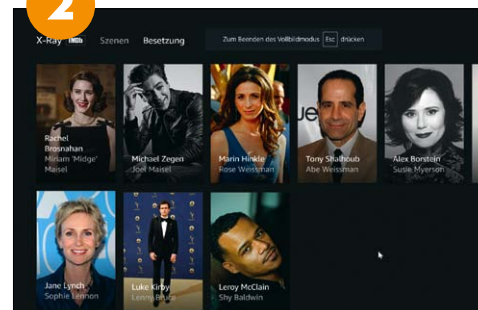 2
X-Ray IMDb Szenen Besetzung
Zum Beenden des Vollbildmodus Esc drücken
Rachel
Brosnahan
Miriam 'Midge'
Maisel
Michael Zegen
Joel Maisel
Marin Hinkle
Rose Weissman
Tony Shalhoub
Abe Weissman
Alex Borstein
Susie Myerson
Jane Lynch
Sophie Lennon
Luke Kirby
Lenny Bruce
Leroy McClain
Shy Baldwin